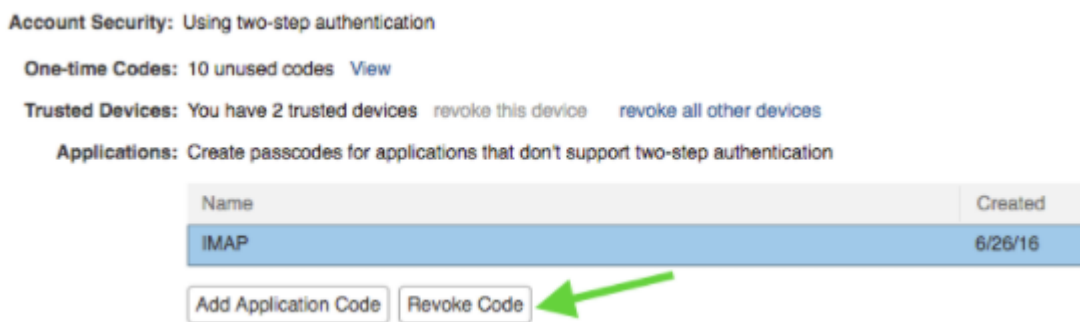 Account Security: Using two-step authentication
One-time Codes: 10 unused codes View
Trusted Devices: You have 2 trusted devices revoke this device revoke all other devices
Applications: Create passcodes for applications that don't support two-step authentication
Name Created
IMAP 6/26/16
Add Application Code Revoke Code